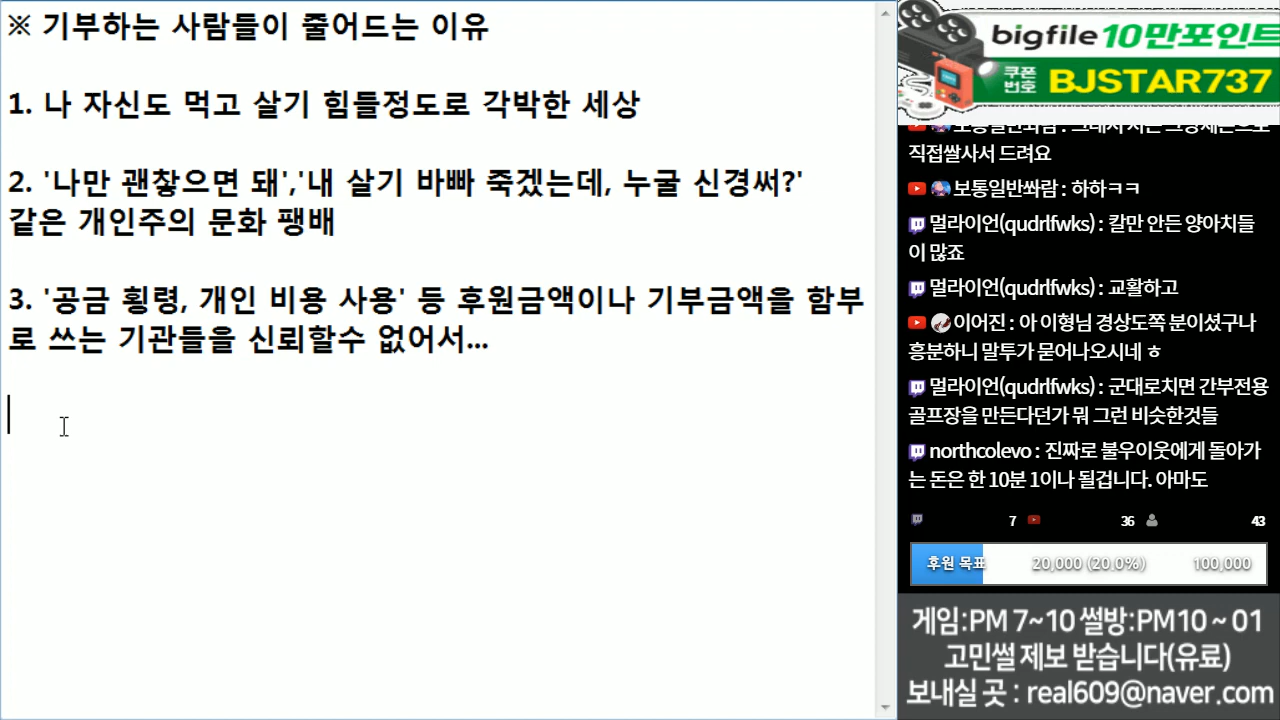 ※ 기부하는 사람들이 줄어드는 이유
1. 나 자신도 먹고 살기 힘들정도로 각박한 세상
2. '나만 괜찮으면 돼','내 살기 바빠 죽겠는데, 누굴 신경써?'
같은 개인주의 문화 팽배
3. '공금 횡령, 개인 비용 사용' 등 후원금액이나 기부금액을 함부
로 쓰는 기관들을 신뢰할수 없어서...
bigfile 10만포인트
쿠폰
번호 BJSTAR737
직접쌀사서 드려요
보통일반쏴람 : 하하ㅋㅋ
멀라이언(qudrlfwks) : 칼만 안든 양아치들
이 많죠
멀라이언(qudrlfwks) : 교활하고
이어진 : 아 이형님 경상도쪽 분이셨구나
흥분하니 말투가 묻어나오시네 ㅎ
멀라이언(qudrlfwks) : 군대로치면 간부전용
골프장을 만든다던가 뭐 그런 비슷한것들
northcolevo : 진짜로 불우이웃에게 돌아가
는 돈은 한 10분 1이나 될겁니다. 아마도
7 36 43
후원 목표 20,000 (20.0%) 100,000
게임:PM 7~10 썰방:PM10 ~ 01
고민썰 제보 받습니다(유료)
보내실 곳 : real609@naver.com